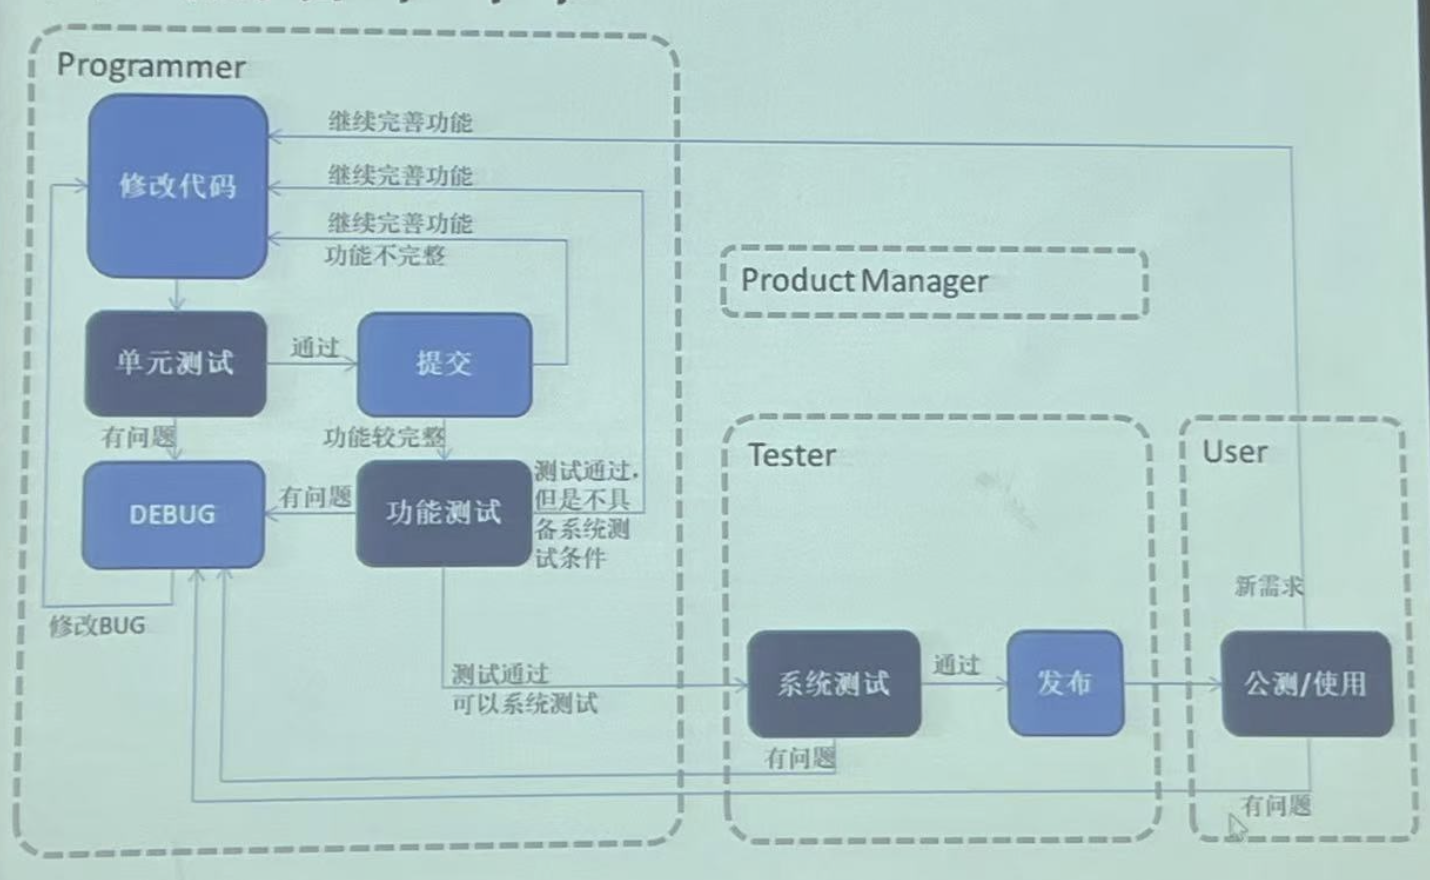 Programmer
继续完善功能
修改代码
继续完善功能
继续完善功能
功能不完整
Product Manager
单元测试
通过
提交
有问题
功能较完整
Tester
User
DEBUG
有问题
功能测试
测试通过,
但是不具
备系统测
试条件
新需求
修改BUG
测试通过
可以系统测试
系统测试
通过
发布
公测/使用
有问题
有问题